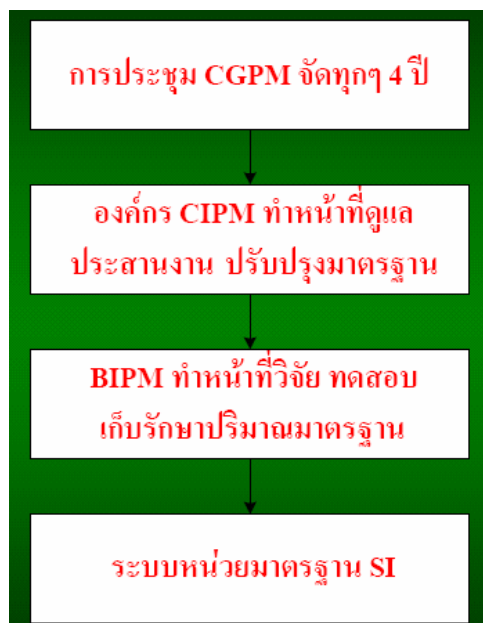 การประชุม CGPM จัดทุกๆ 4 ปี
องค์กร CIPM ทำหน้าที่ดูแล
ประสานงาน ปรับปรุงมาตรฐาน
BIPM ทำหน้าที่วิจัย ทดสอบ
เก็บรักษาปริมาณมาตรฐาน
ระบบหน่วยมาตรฐาน SI